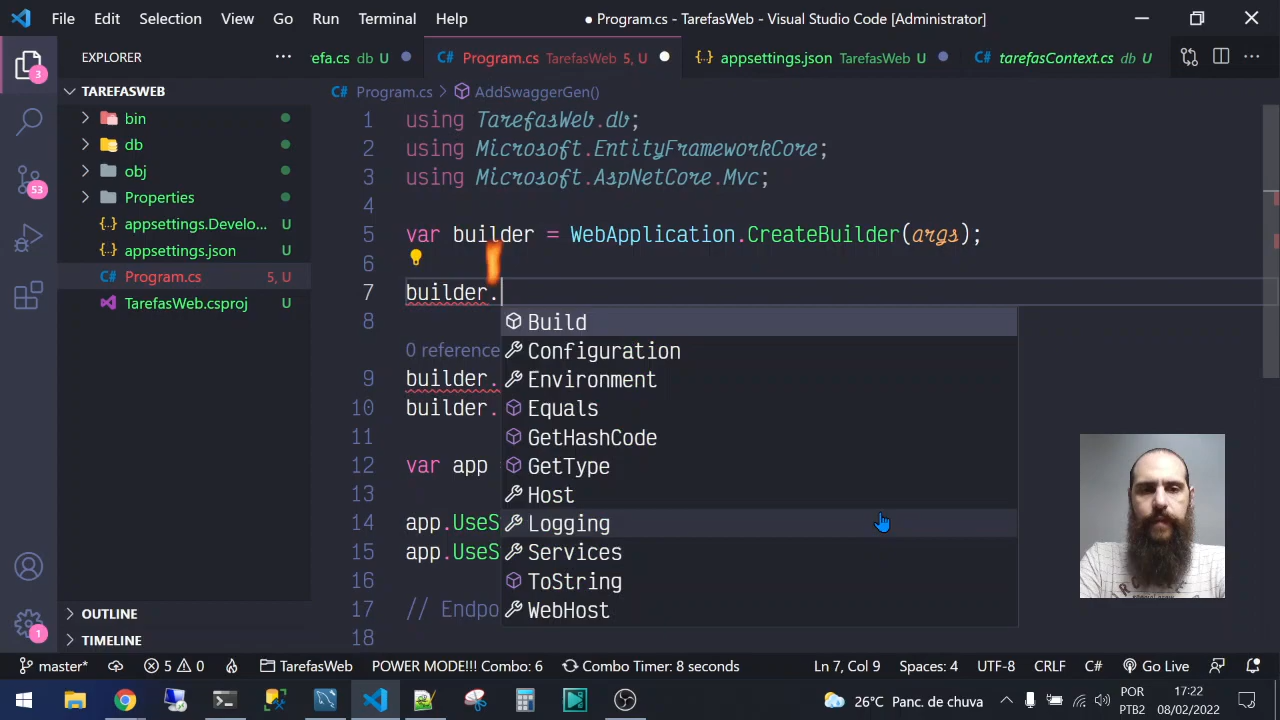 File Edit Selection View Go Run Terminal Help
● Program.cs - TarefasWeb - Visual Studio Code [Administrator]
EXPLORER
efa.cs db U
Program.cs TarefasWeb 5, U
appsettings.json TarefasWeb U
tarefasContext.cs db U
TAREFASWEB
bin
db
obj
Properties
appsettings.Develo... U
appsettings.json U
Program.cs 5, U
TarefasWeb.csproj U
OUTLINE
TIMELINE
3
53
1
Program.cs > AddSwaggerGen()
1 using TarefasWeb.db;
2 using Microsoft.EntityFrameworkCore;
3 using Microsoft.AspNetCore.Mvc;
4
5 var builder = WebApplication.CreateBuilder(args);
6
7 builder.
8
0 reference
9 builder.
10 builder.
11
12 var app
13
14 app.UseS
15 app.UseS
16
17 // Endpo
18
Build
Configuration
Environment
Equals
GetHashCode
GetType
Host
Logging
Services
ToString
WebHost
master* 5 0 TarefasWeb POWER MODE!!! Combo: 6 Combo Timer: 8 seconds Ln 7, Col 9 Spaces: 4 UTF-8 CRLF C# Go Live
26°C Panc. de chuva
POR
PTB2
17:22
08/02/2022